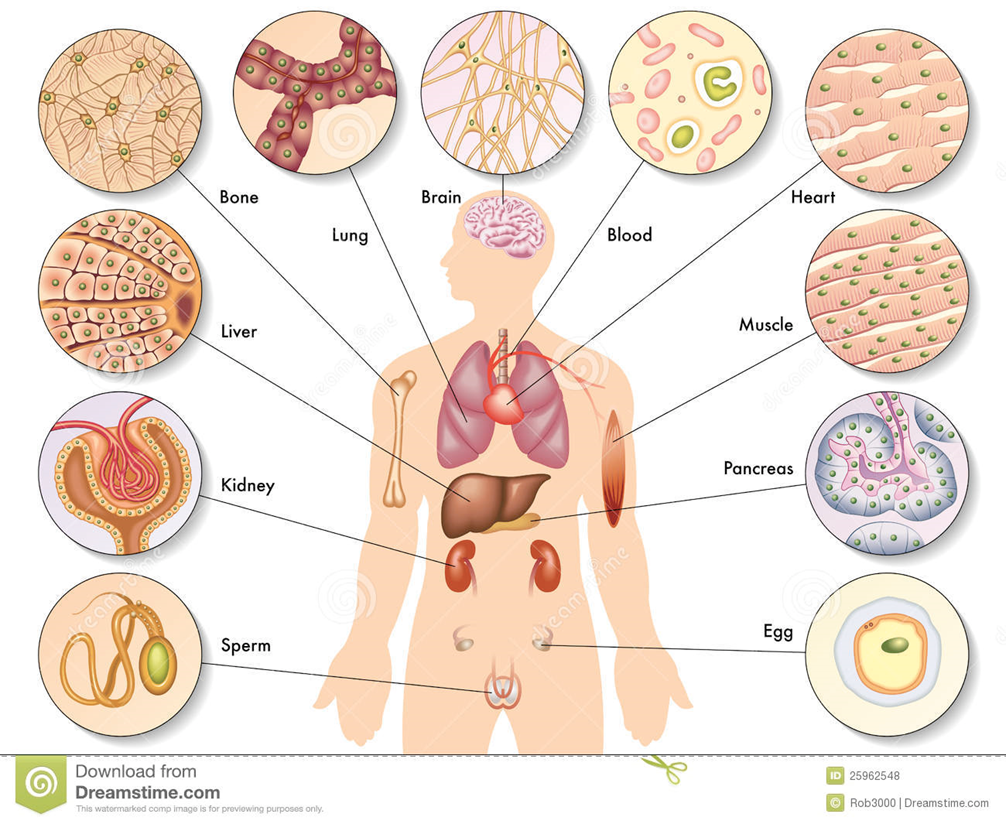 Bone
Brain
Heart
Lung
Blood
Liver
Muscle
Kidney
Pancreas
Sperm
Egg
Download from
Dreamstime.com
This watermarked comp image is for previewing purposes only.
ID 25962548
© Rob3000 | Dreamstime.com